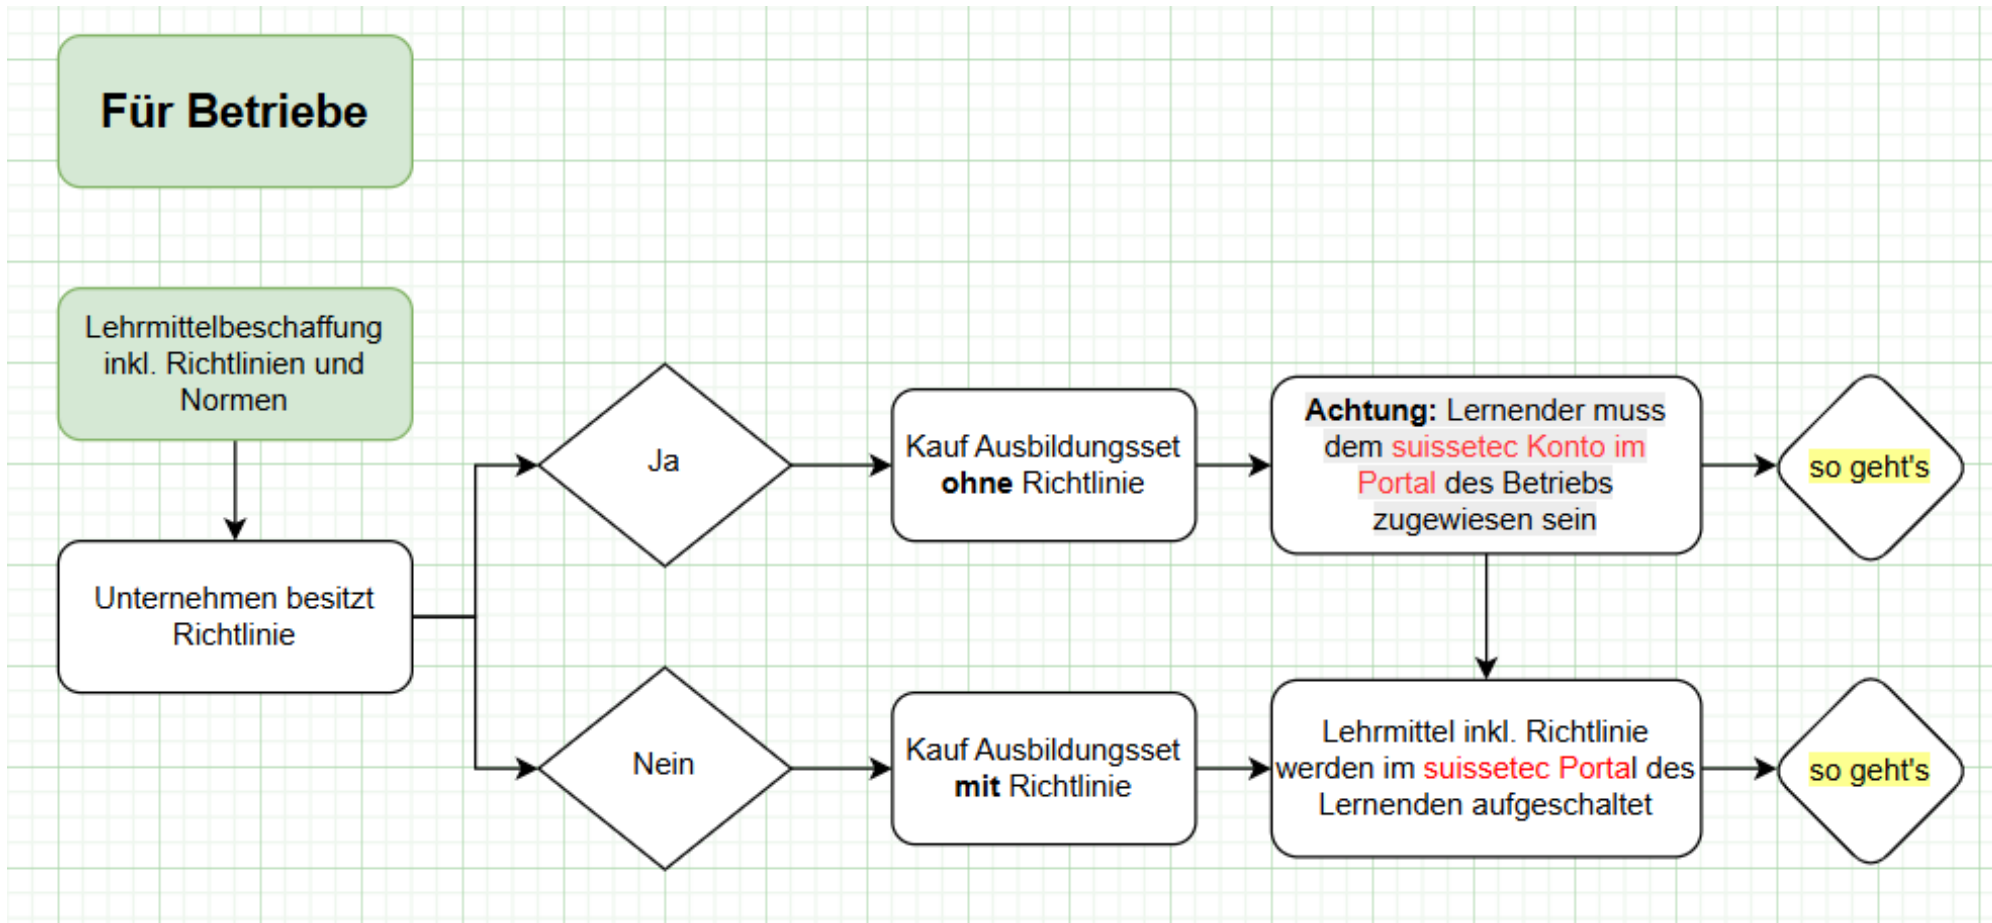 Für Betriebe
Lehrmittelbeschaffung
inkl. Richtlinien und
Normen
Unternehmen besitzt
Richtlinie
Ja
Kauf Ausbildungsset
ohne Richtlinie
Achtung: Lernender muss
dem suissetec Konto im
Portal des Betriebs
zugewiesen sein
so geht's
Nein
Kauf Ausbildungsset
mit Richtlinie
Lehrmittel inkl. Richtlinie
werden im suissetec Portal des
Lernenden aufgeschaltet
so geht's